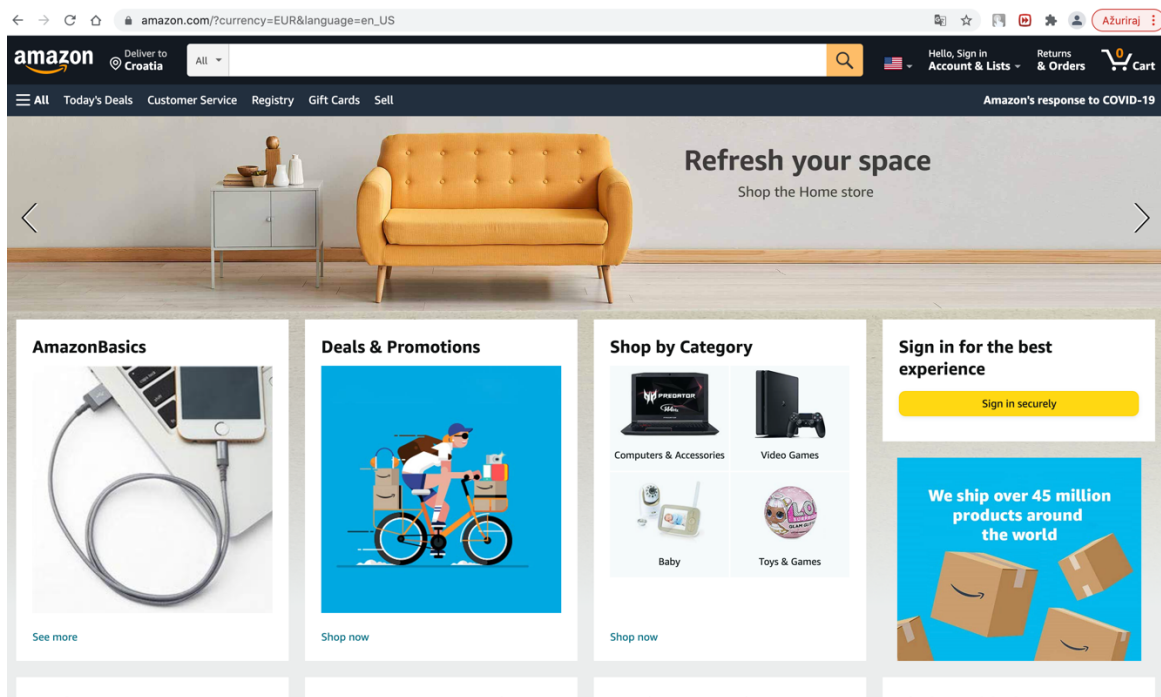 amazon.com/?currency=EUR&language=en_US
Ažuriraj
amazon
Deliver to
Croatia
All
Hello, Sign in
Account & Lists
Returns
& Orders
0
Cart
All Today's Deals Customer Service Registry Gift Cards Sell
Amazon's response to COVID-19
Refresh your space
Shop the Home store
AmazonBasics
See more
Deals & Promotions
Shop now
Shop by Category
PREDATOR
Computers & Accessories
Video Games
Baby
Toys & Games
Shop now
Sign in for the best
experience
Sign in securely
We ship over 45 million
products around
the world